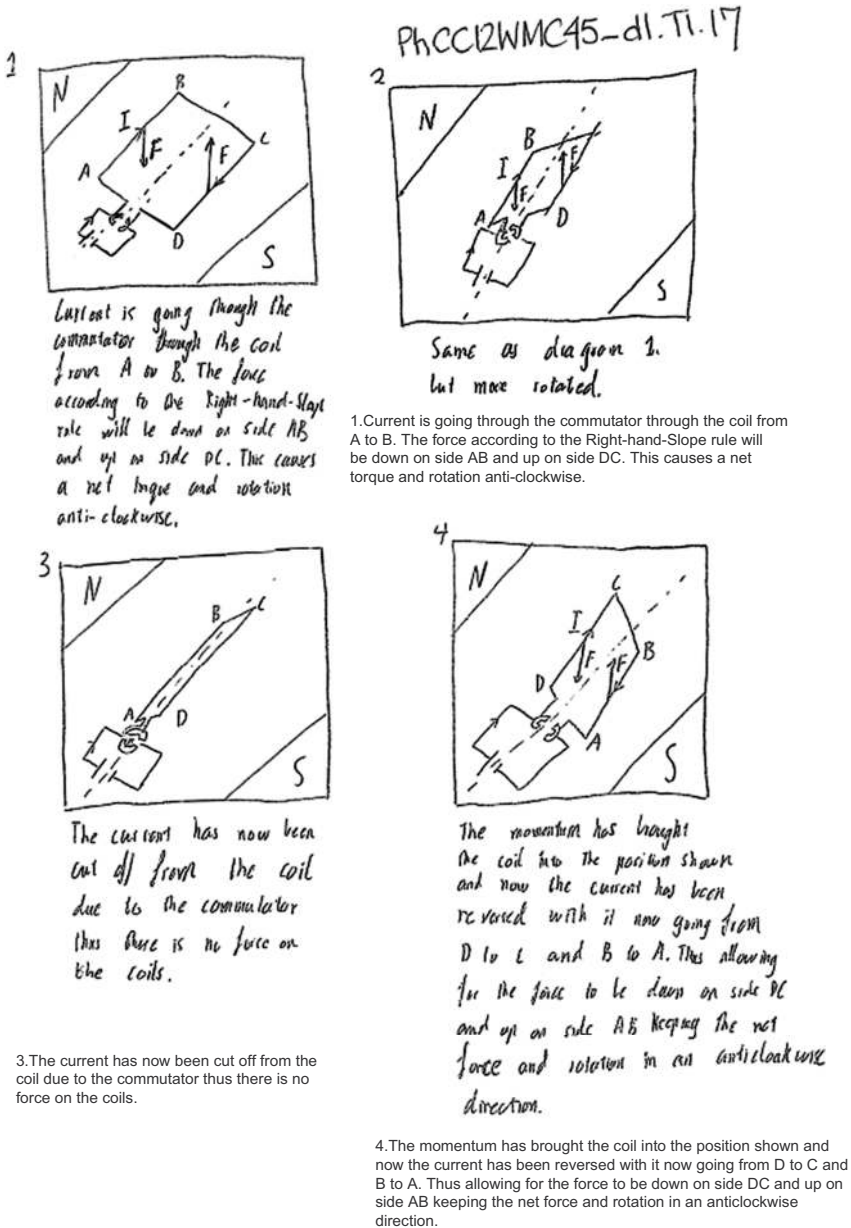 PhCC12WMC45_d1.T1.17
1
N
B
I
F
F
C
A
D
S
Current is going through the
commutator through the coil
from A to B. The force
according to the Right-hand-Slap
rule will be down on side AB
and up on side DC. This causes
a net torque and rotation
anti-clockwise.
2
N
B
I
F
F
A
D
S
Same as diagram 1.
but more rotated.
1.Current is going through the commutator through the coil from
A to B. The force according to the Right-hand-Slope rule will
be down on side AB and up on side DC. This causes a net
torque and rotation anti-clockwise.
3
N
B
C
A
D
S
The current has now been
cut off from the coil
due to the commutator
thus there is no force on
the coils.
3.The current has now been cut off from the
coil due to the commutator thus there is no
force on the coils.
4
N
C
I
F
F
B
D
A
S
The momentum has brought
the coil into the position shown
and now the current has been
reversed with it now going from
D to C and B to A. Thus allowing
for the force to be down on side DC
and up on side AB keeping the net
force and rotation in an anticloakwise
direction.
4.The momentum has brought the coil into the position shown and
now the current has been reversed with it now going from D to C and
B to A. Thus allowing for the force to be down on side DC and up on
side AB keeping the net force and rotation in an anticlockwise
direction.